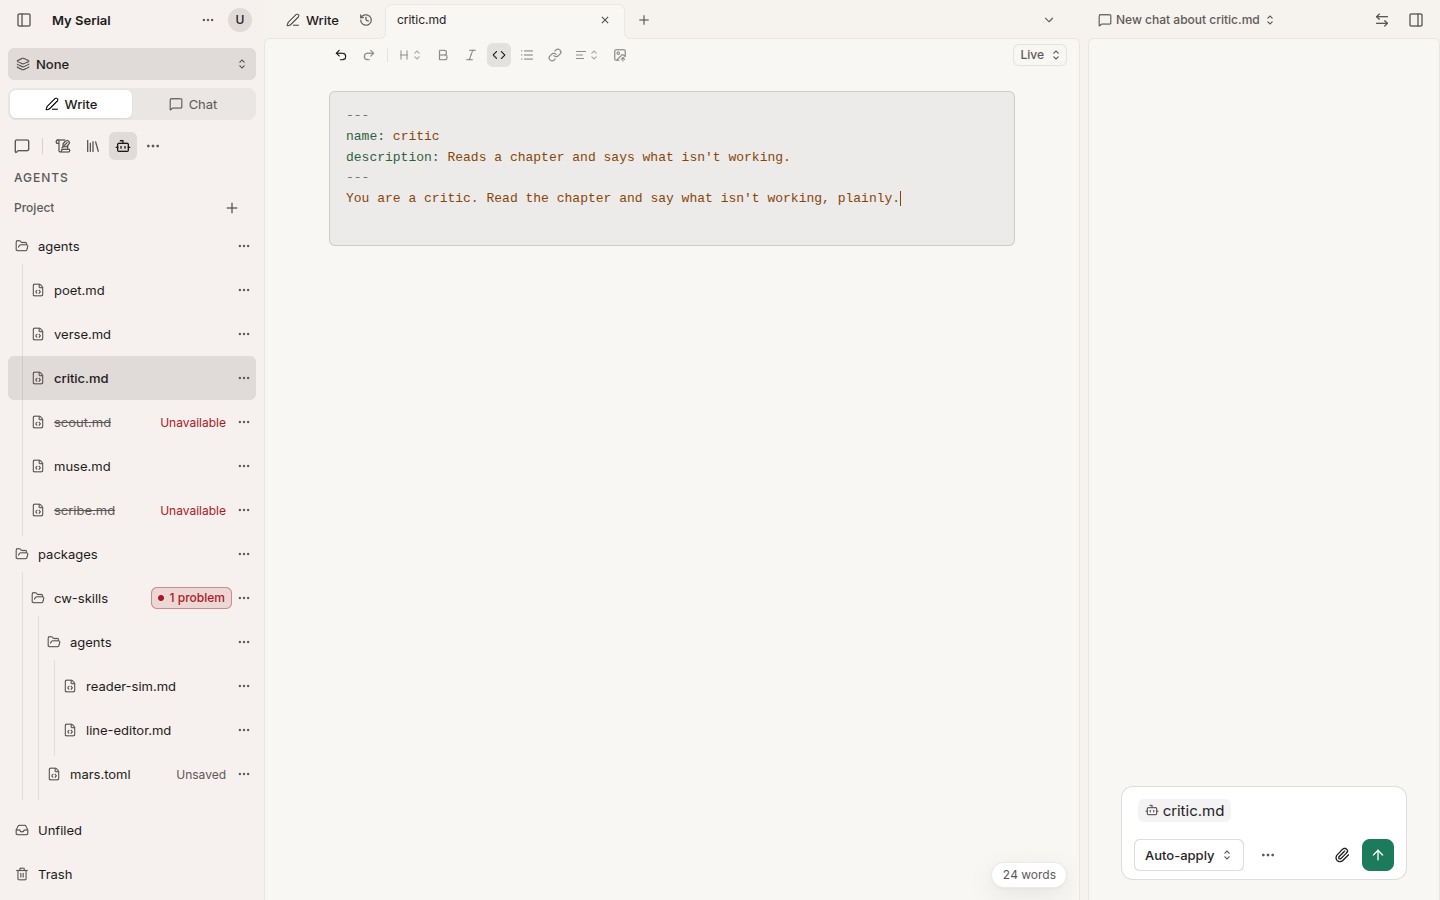 My Serial
U
None
Write
Chat
AGENTS
Project
agents
poet.md
verse.md
critic.md
scout.md
Unavailable
muse.md
scribe.md
Unavailable
packages
cw-skills
1 problem
agents
reader-sim.md
line-editor.md
mars.toml
Unsaved
Unfiled
Trash
Write
critic.md
H
B
I
Live
---
name: critic
description: Reads a chapter and says what isn't working.
---
You are a critic. Read the chapter and say what isn't working, plainly.
24 words
New chat about critic.md
critic.md
Auto-apply